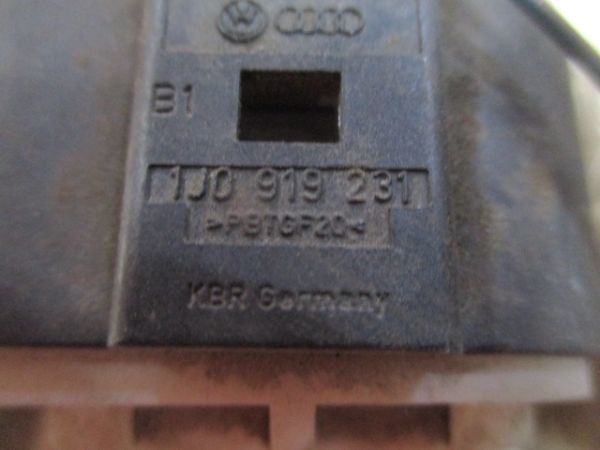 B1
1J0 919 231
>PBTGF20<
KBR Germany